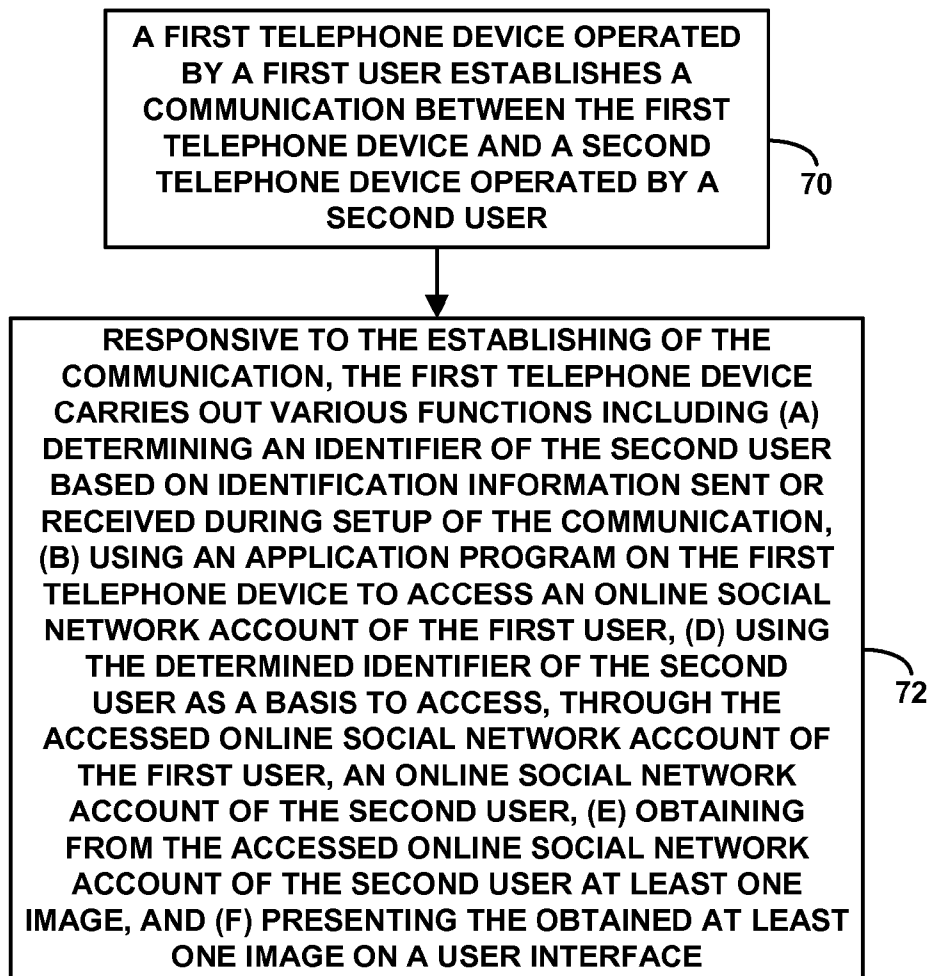 A FIRST TELEPHONE DEVICE OPERATED
BY A FIRST USER ESTABLISHES A
COMMUNICATION BETWEEN THE FIRST
TELEPHONE DEVICE AND A SECOND
TELEPHONE DEVICE OPERATED BY A
SECOND USER
70
RESPONSIVE TO THE ESTABLISHING OF THE
COMMUNICATION, THE FIRST TELEPHONE DEVICE
CARRIES OUT VARIOUS FUNCTIONS INCLUDING (A)
DETERMINING AN IDENTIFIER OF THE SECOND USER
BASED ON IDENTIFICATION INFORMATION SENT OR
RECEIVED DURING SETUP OF THE COMMUNICATION,
(B) USING AN APPLICATION PROGRAM ON THE FIRST
TELEPHONE DEVICE TO ACCESS AN ONLINE SOCIAL
NETWORK ACCOUNT OF THE FIRST USER, (D) USING
THE DETERMINED IDENTIFIER OF THE SECOND
USER AS A BASIS TO ACCESS, THROUGH THE
ACCESSED ONLINE SOCIAL NETWORK ACCOUNT OF
THE FIRST USER, AN ONLINE SOCIAL NETWORK
ACCOUNT OF THE SECOND USER, (E) OBTAINING
FROM THE ACCESSED ONLINE SOCIAL NETWORK
ACCOUNT OF THE SECOND USER AT LEAST ONE
IMAGE, AND (F) PRESENTING THE OBTAINED AT LEAST
ONE IMAGE ON A USER INTERFACE
72